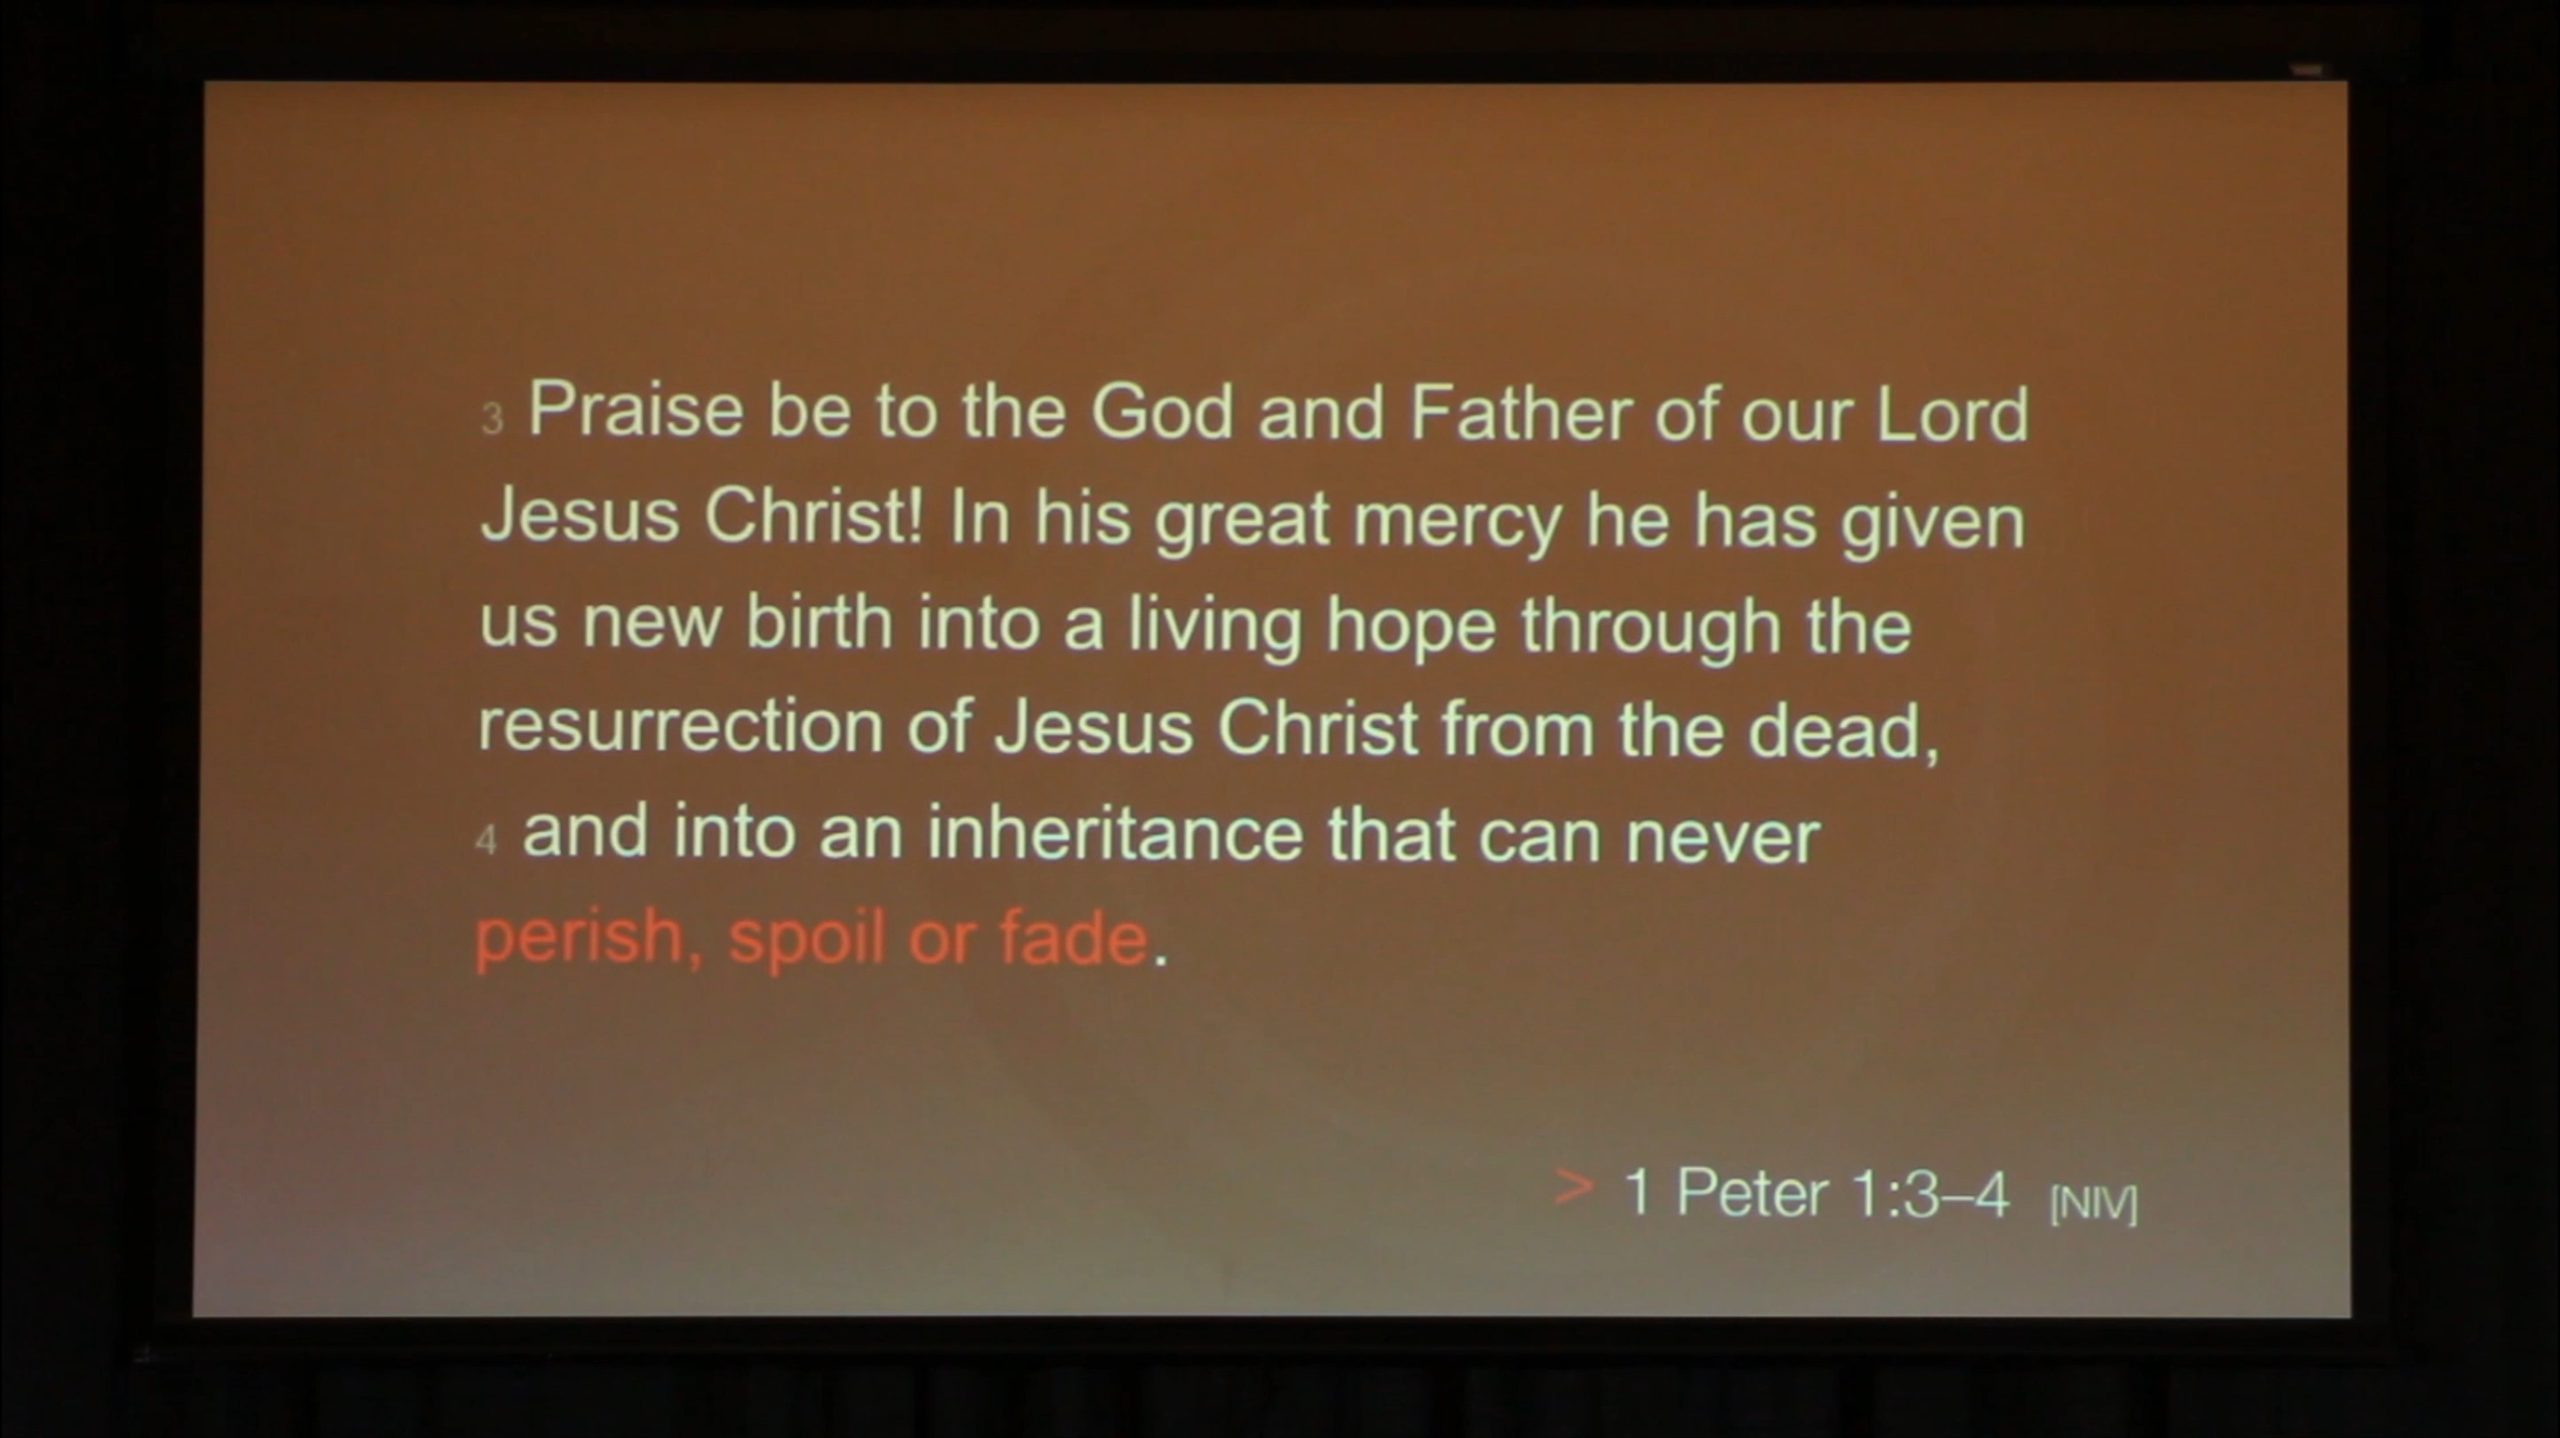 3 Praise be to the God and Father of our Lord
Jesus Christ! In his great mercy he has given
us new birth into a living hope through the
resurrection of Jesus Christ from the dead,
4 and into an inheritance that can never
perish, spoil or fade.
> 1 Peter 1:3–4 [NIV]